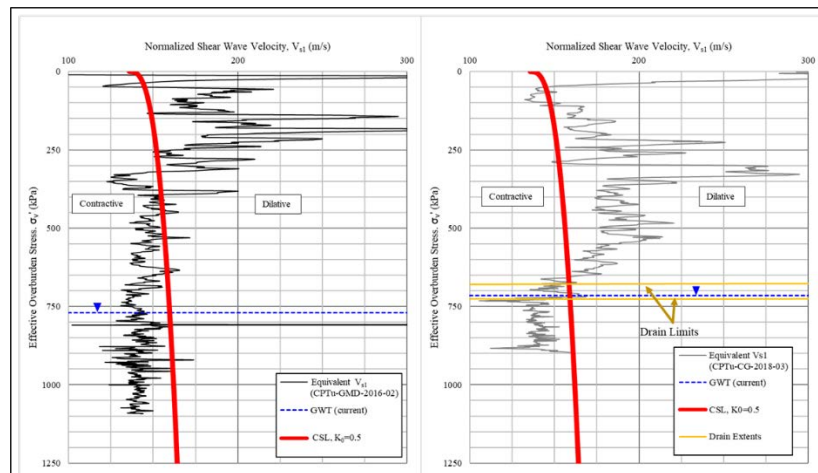 Normalized Shear Wave Velocity, Vs1 (m/s)
100 200 300
0
250
500
750
1000
1250
Effective Overburden Stress. σv' (kPa)
Contractive
Dilative
Equivalent Vs1
(CPTu-GMD-2016-02)
GWT (current)
CSL, K0=0.5
Normalized Shear Wave Velocity, Vs1 (m/s)
100 200 300
0
250
500
750
1000
1250
Effective Overburden Stress. σv' (kPa)
Contractive
Dilative
Drain Limits
Equivalent Vs1
(CPTu-CG-2018-03)
GWT (current)
CSL, K0=0.5
Drain Extents